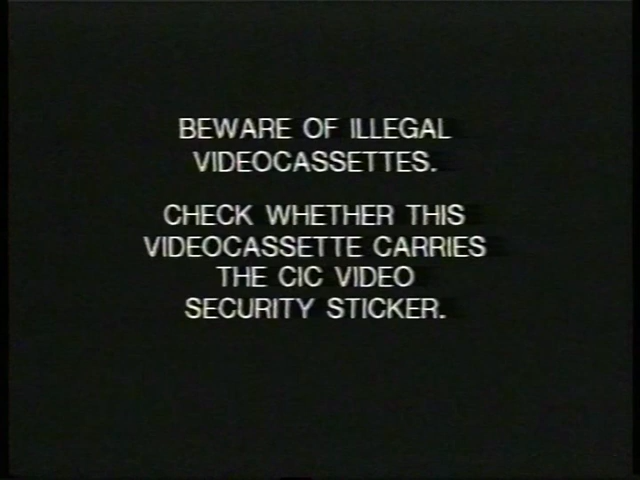 BEWARE OF ILLEGAL
VIDEOCASSETTES.
CHECK WHETHER THIS
VIDEOCASSETTE CARRIES
THE CIC VIDEO
SECURITY STICKER.